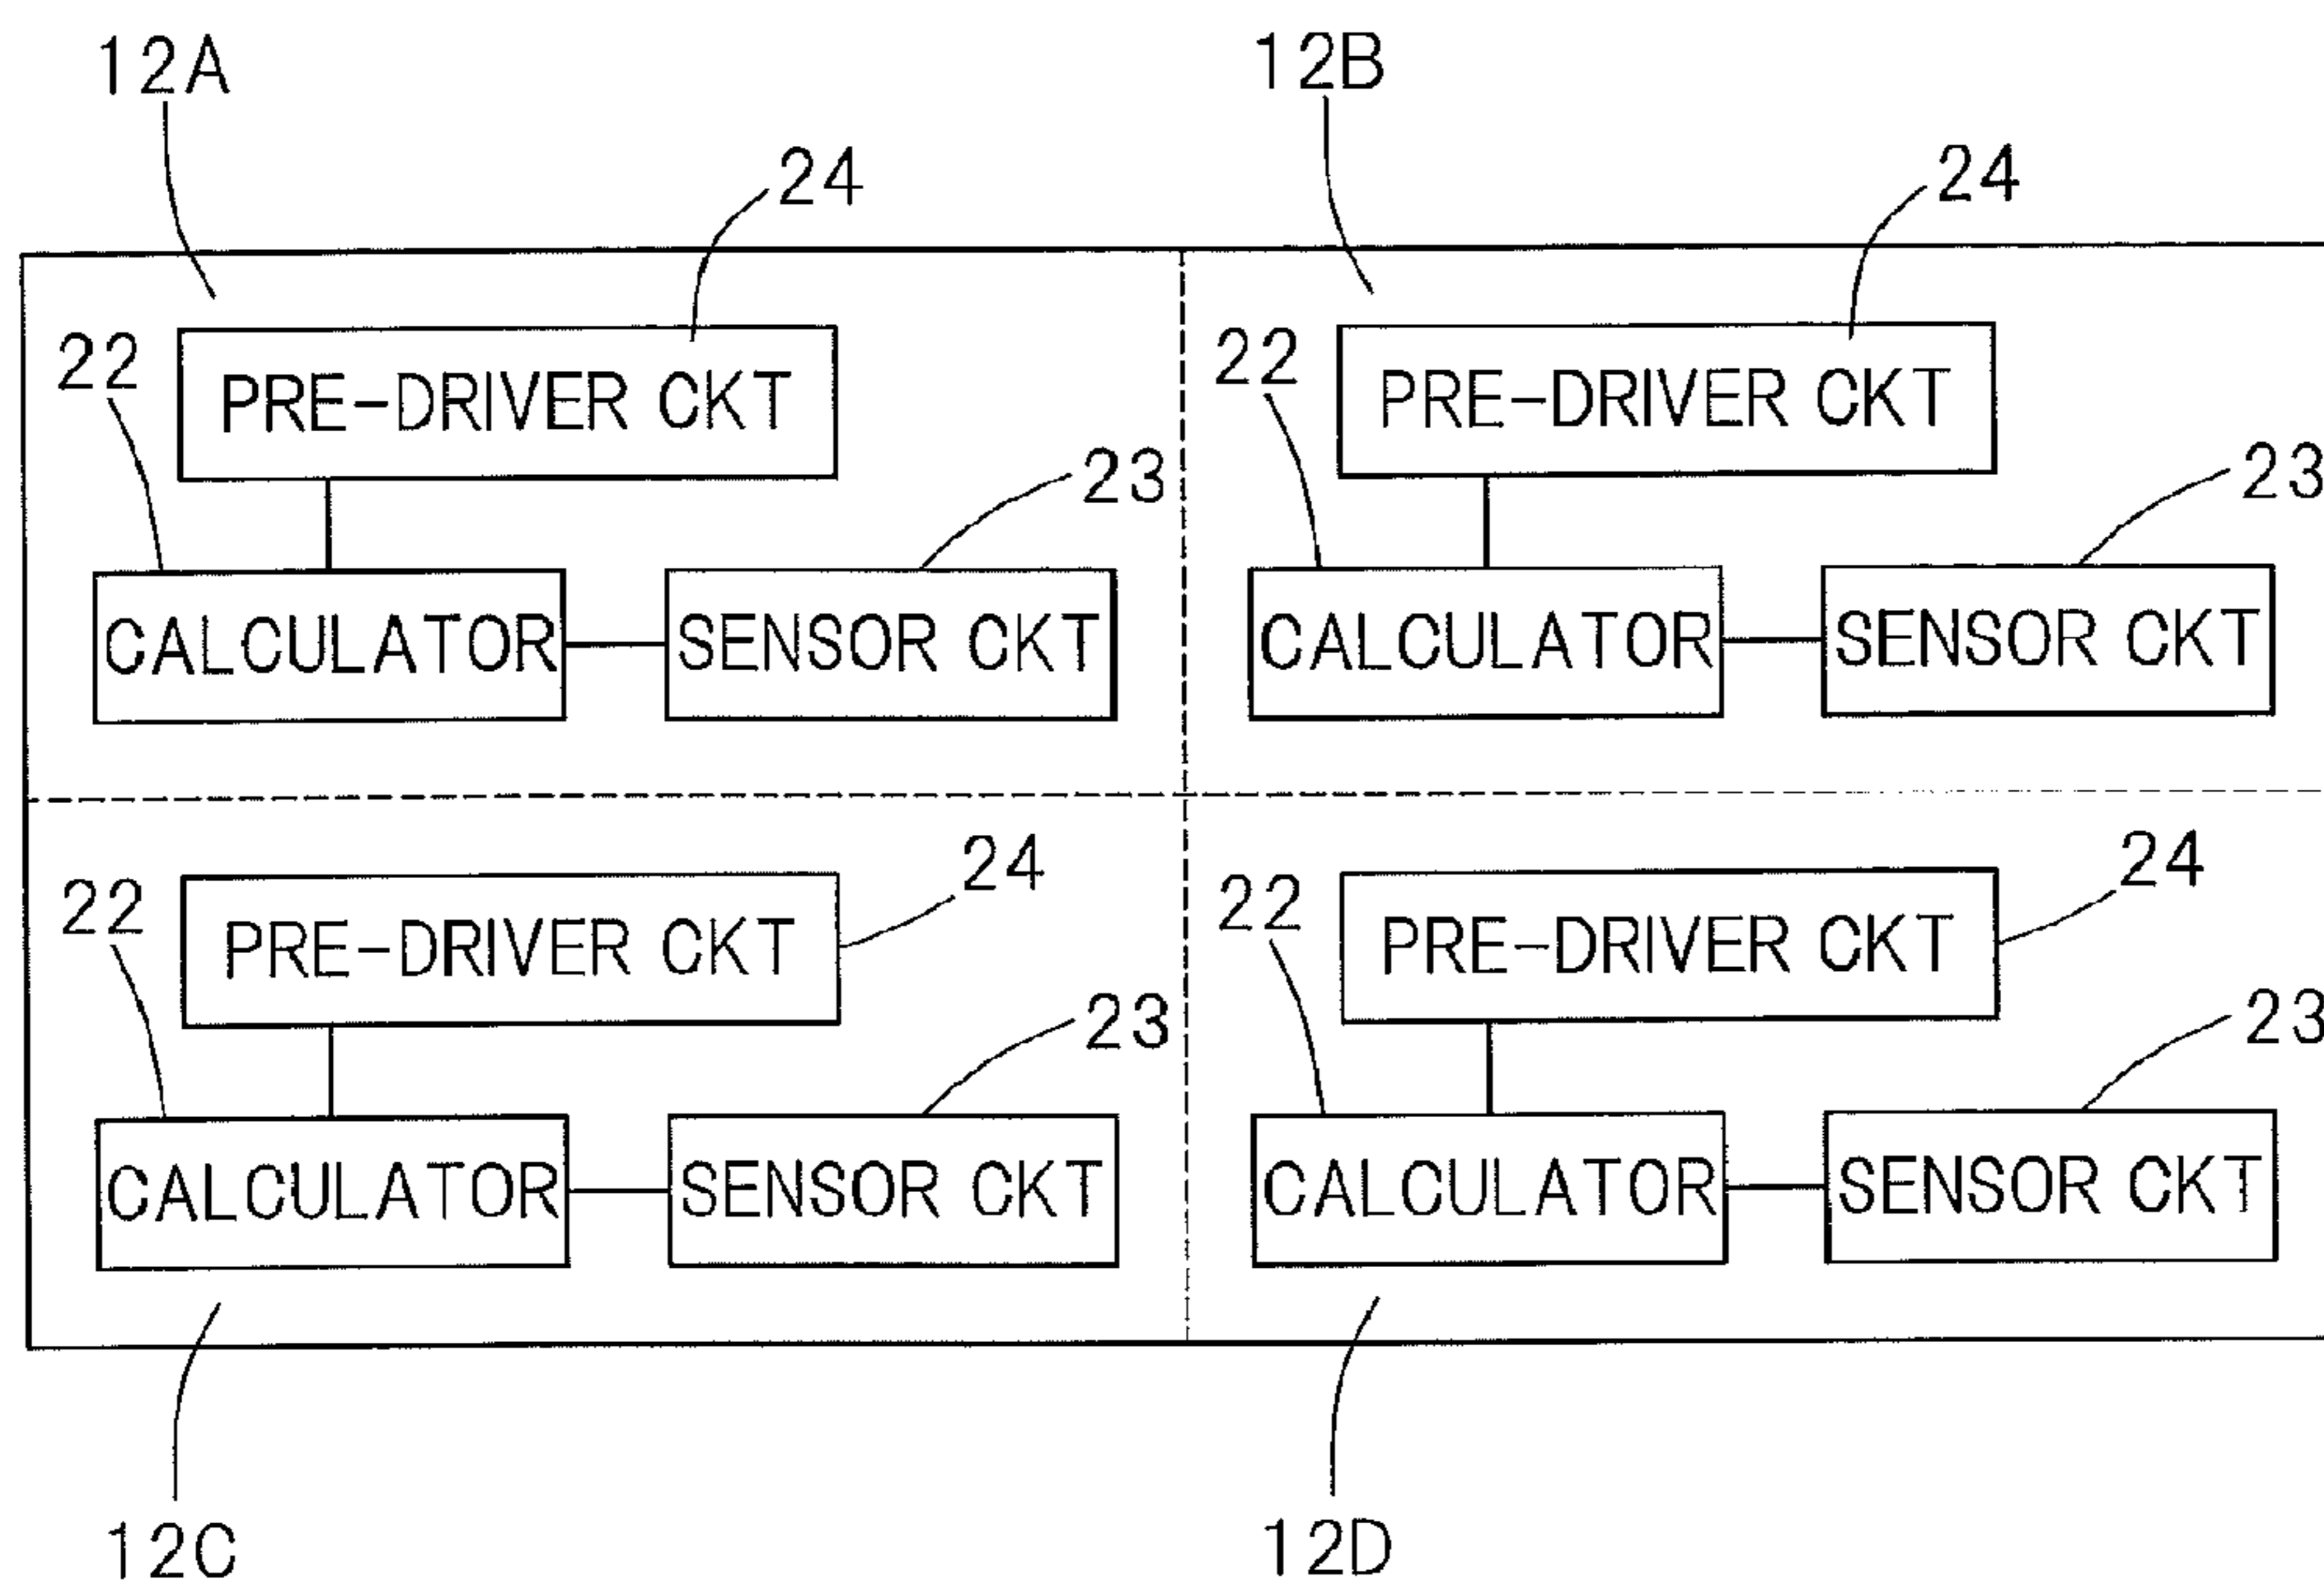 12A 12B
24 24
22 PRE-DRIVER CKT 22 PRE-DRIVER CKT
23 23
CALCULATOR SENSOR CKT CALCULATOR SENSOR CKT
24 24
22 PRE-DRIVER CKT 22 PRE-DRIVER CKT
23 23
CALCULATOR SENSOR CKT CALCULATOR SENSOR CKT
12C 12D